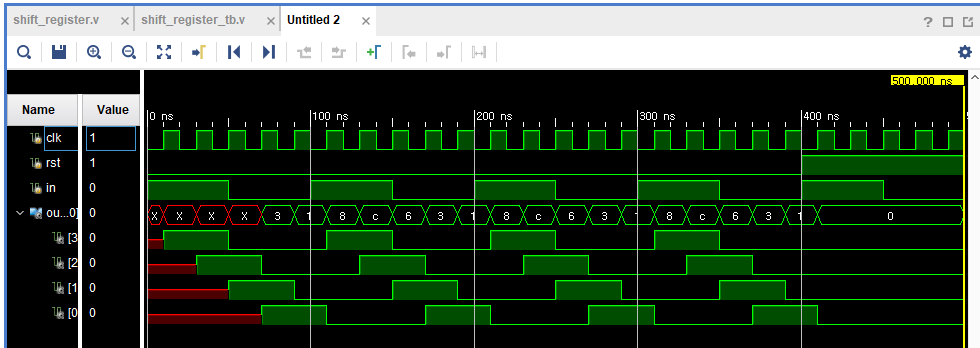 shift_register.v × shift_register_tb.v × Untitled 2 ×
? 
500.000 ns
Name Value
0 ns 100 ns 200 ns 300 ns 400 ns 5
clk 1
rst 1
in 0
ou...0] 0 X X X X 3 1 8 c 6 3 1 8 c 6 3 1 8 c 6 3 1 0
[3 0
[2 0
[1 0
[0 0